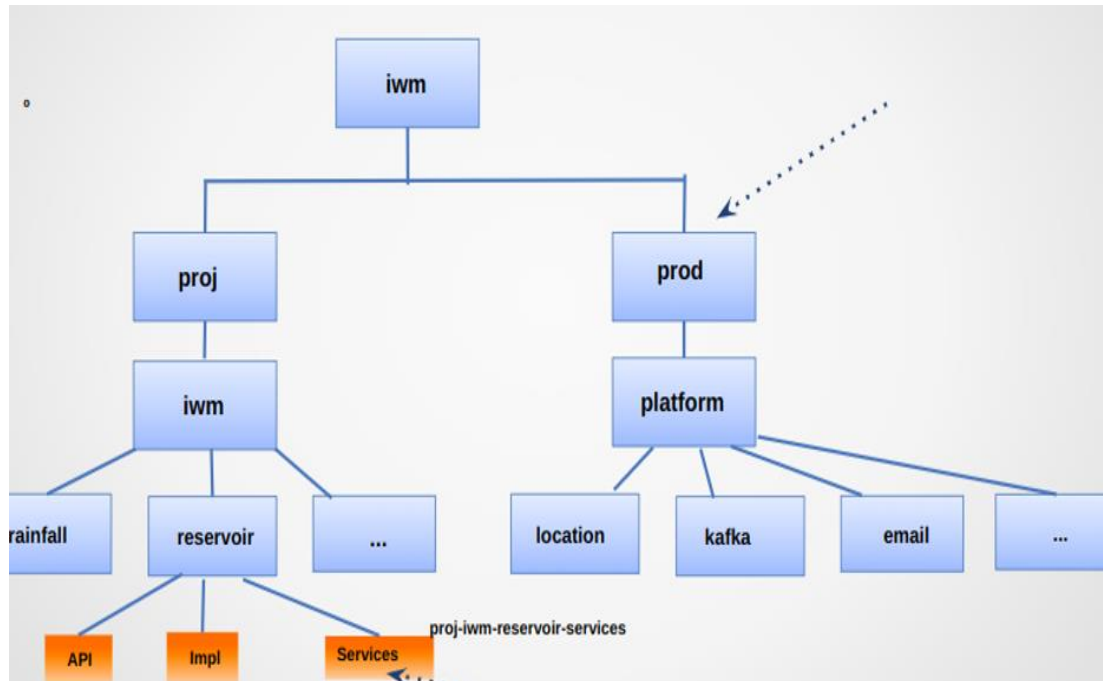 iwm
o
proj
prod
iwm
platform
rainfall
reservoir
...
location
kafka
email
...
proj-iwm-reservoir-services
API
Impl
Services